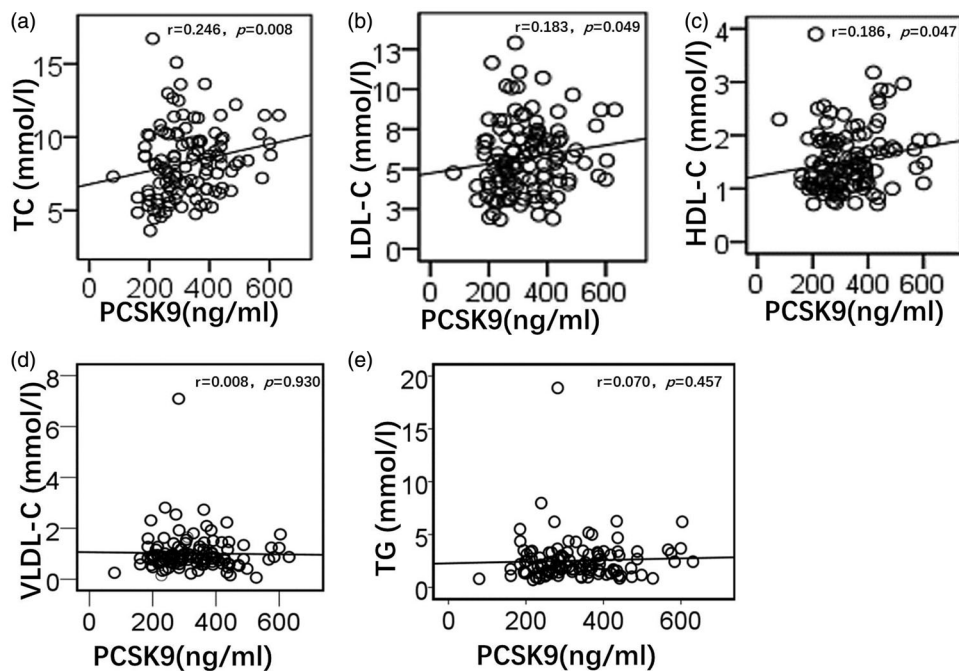 (a)
r=0.246, p=0.008
TC (mmol/l)
15
10
5
0 200 400 600
PCSK9(ng/ml)
(b)
r=0.183, p=0.049
LDL-C (mmol/l)
13
10
8
5
3
0
0 200 400 600
PCSK9(ng/ml)
(c)
r=0.186, p=0.047
HDL-C (mmol/l)
4
3
2
1
0
0 200 400 600
PCSK9(ng/ml)
(d)
r=0.008, p=0.930
VLDL-C (mmol/l)
8
6
4
2
0
0 200 400 600
PCSK9(ng/ml)
(e)
r=0.070, p=0.457
TG (mmol/l)
20
15
10
5
0
0 200 400 600
PCSK9(ng/ml)